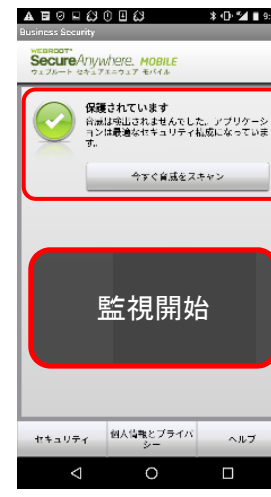 9:
Business Security
WEBROOT®
SecureAnywhere. MOBILE
ウェブルート セキュアエニウェア モバイル
保護されています
脅威は検出されませんでした。アプリケーシ
ョンは最適なセキュリティ構成になっていま
す。
今すぐ脅威をスキャン
監視開始
セキュリティ
個人情報とプライバ
シー
ヘルプ